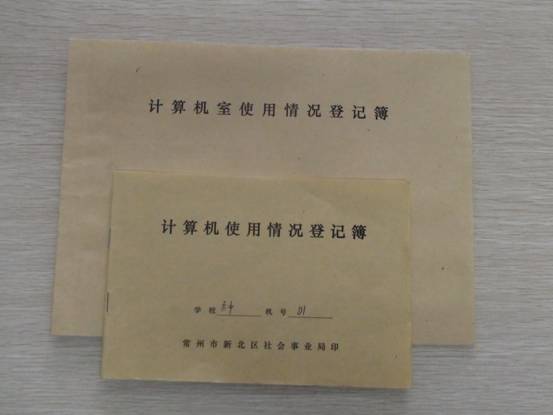 计算机室使用情况登记簿
计算机使用情况登记簿
学校 机号 01
常州市新北区社会事业局印